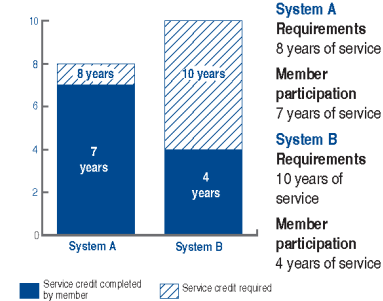 10
8
6
4
2
0
8 years
10 years
7
years
4
years
System A
System B
Service credit completed
by member
Service credit required
System A
Requirements
8 years of service
Member
participation
7 years of service
System B
Requirements
10 years of
service
Member
participation
4 years of service